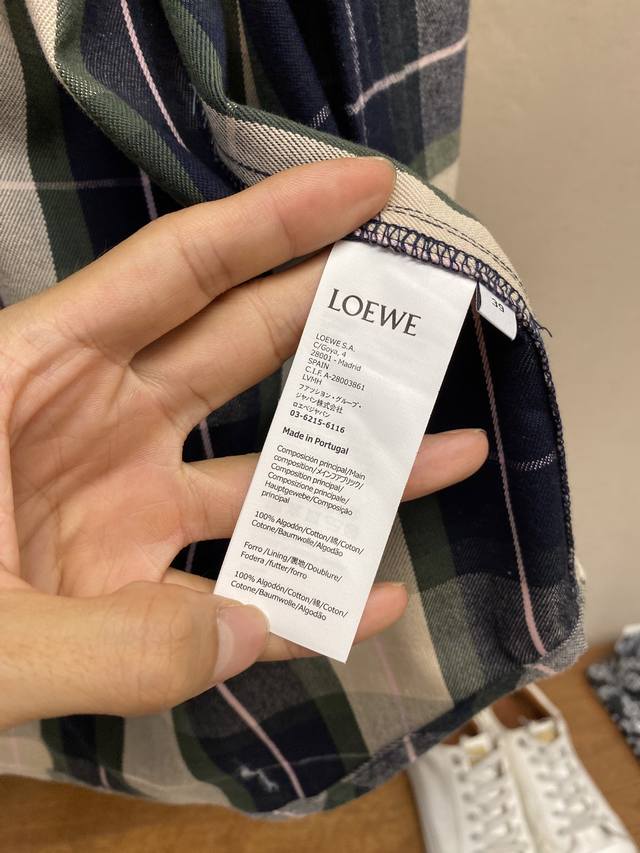 LOEWE
LOEWE S.A.
C/Goya, 4
28001 - Madrid
SPAIN
C.I.F. A-28003861
LVMH
ファッション・グループ・
ジャパン株式会社
ロエベジャパン
03-6215-6116
Made in Portugal
Composición principal/Main
composition/メインファブリック/
Composition principal/
Composizione principale/
Hauptgewebe/Composição
principal
100% Algodón/Cotton/綿/Coton/
Cotone/Baumwolle/Algodão
Forro /Lining/裏地/Doublure/
Fodera /futter/forro
100% Algodón/Cotton/綿/Coton/
Cotone/Baumwolle/Algodão
39